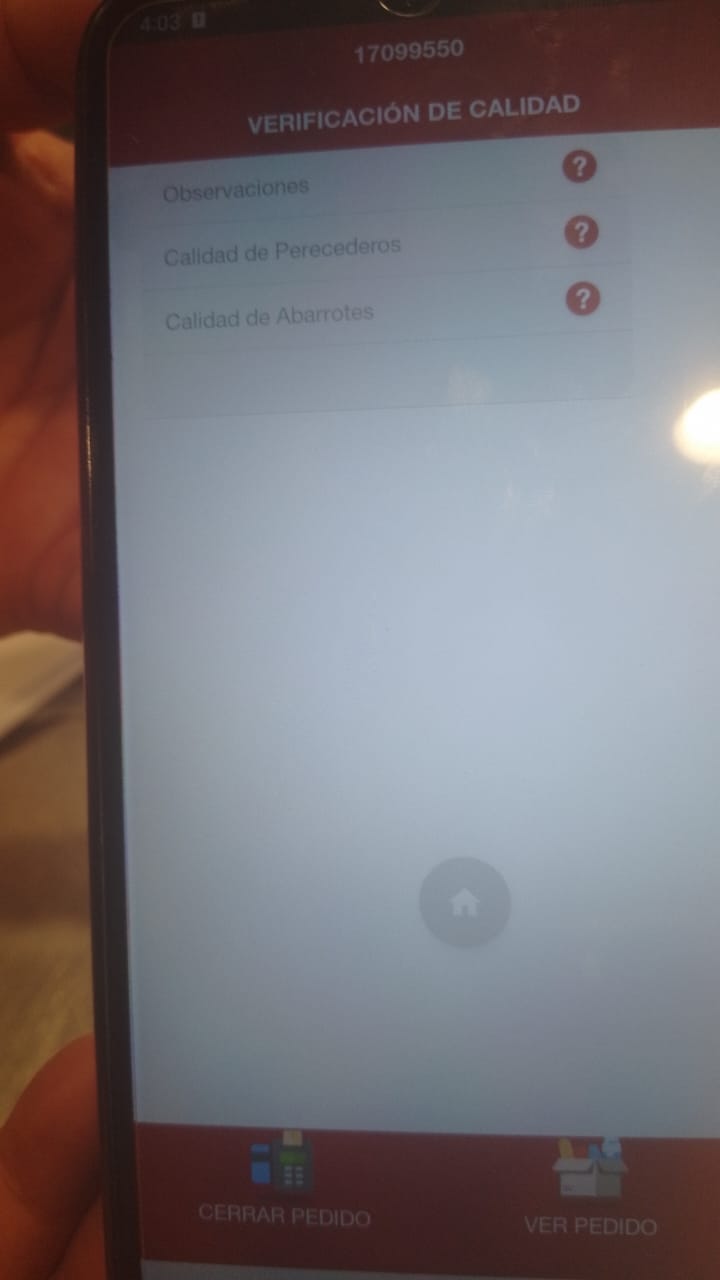 4:03
17099550
VERIFICACIÓN DE CALIDAD
Observaciones
?
Calidad de Perecederos
?
Calidad de Abarrotes
?
CERRAR PEDIDO
VER PEDIDO